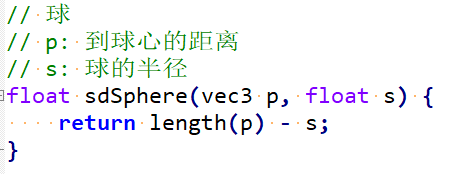 // 球
// p: 到球心的距离
// s: 球的半径
float sdSphere(vec3 p, float s) {
    return length(p) - s;
}